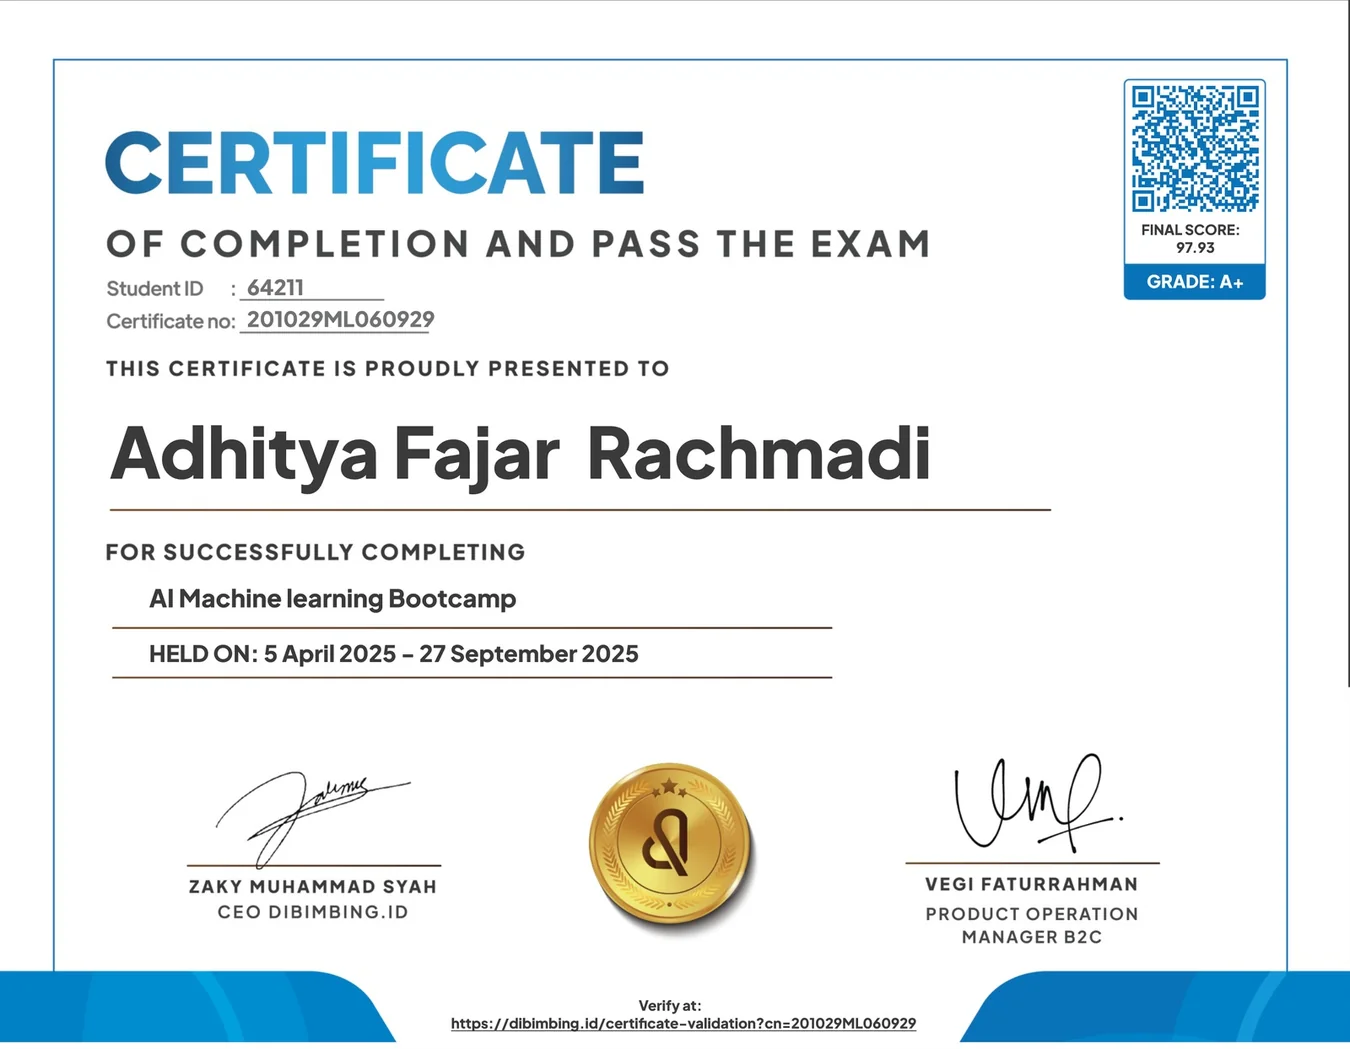 CERTIFICATE
OF COMPLETION AND PASS THE EXAM
Student ID : 64211
Certificate no: 201029ML060929
FINAL SCORE:
97.93
GRADE: A+
THIS CERTIFICATE IS PROUDLY PRESENTED TO
Adhitya Fajar Rachmadi
FOR SUCCESSFULLY COMPLETING
AI Machine learning Bootcamp
HELD ON: 5 April 2025 – 27 September 2025
ZAKY MUHAMMAD SYAH
CEO DIBIMBING.ID
VEGI FATURRAHMAN
PRODUCT OPERATION
MANAGER B2C
Verify at:
https://dibimbing.id/certificate-validation?cn=201029ML060929